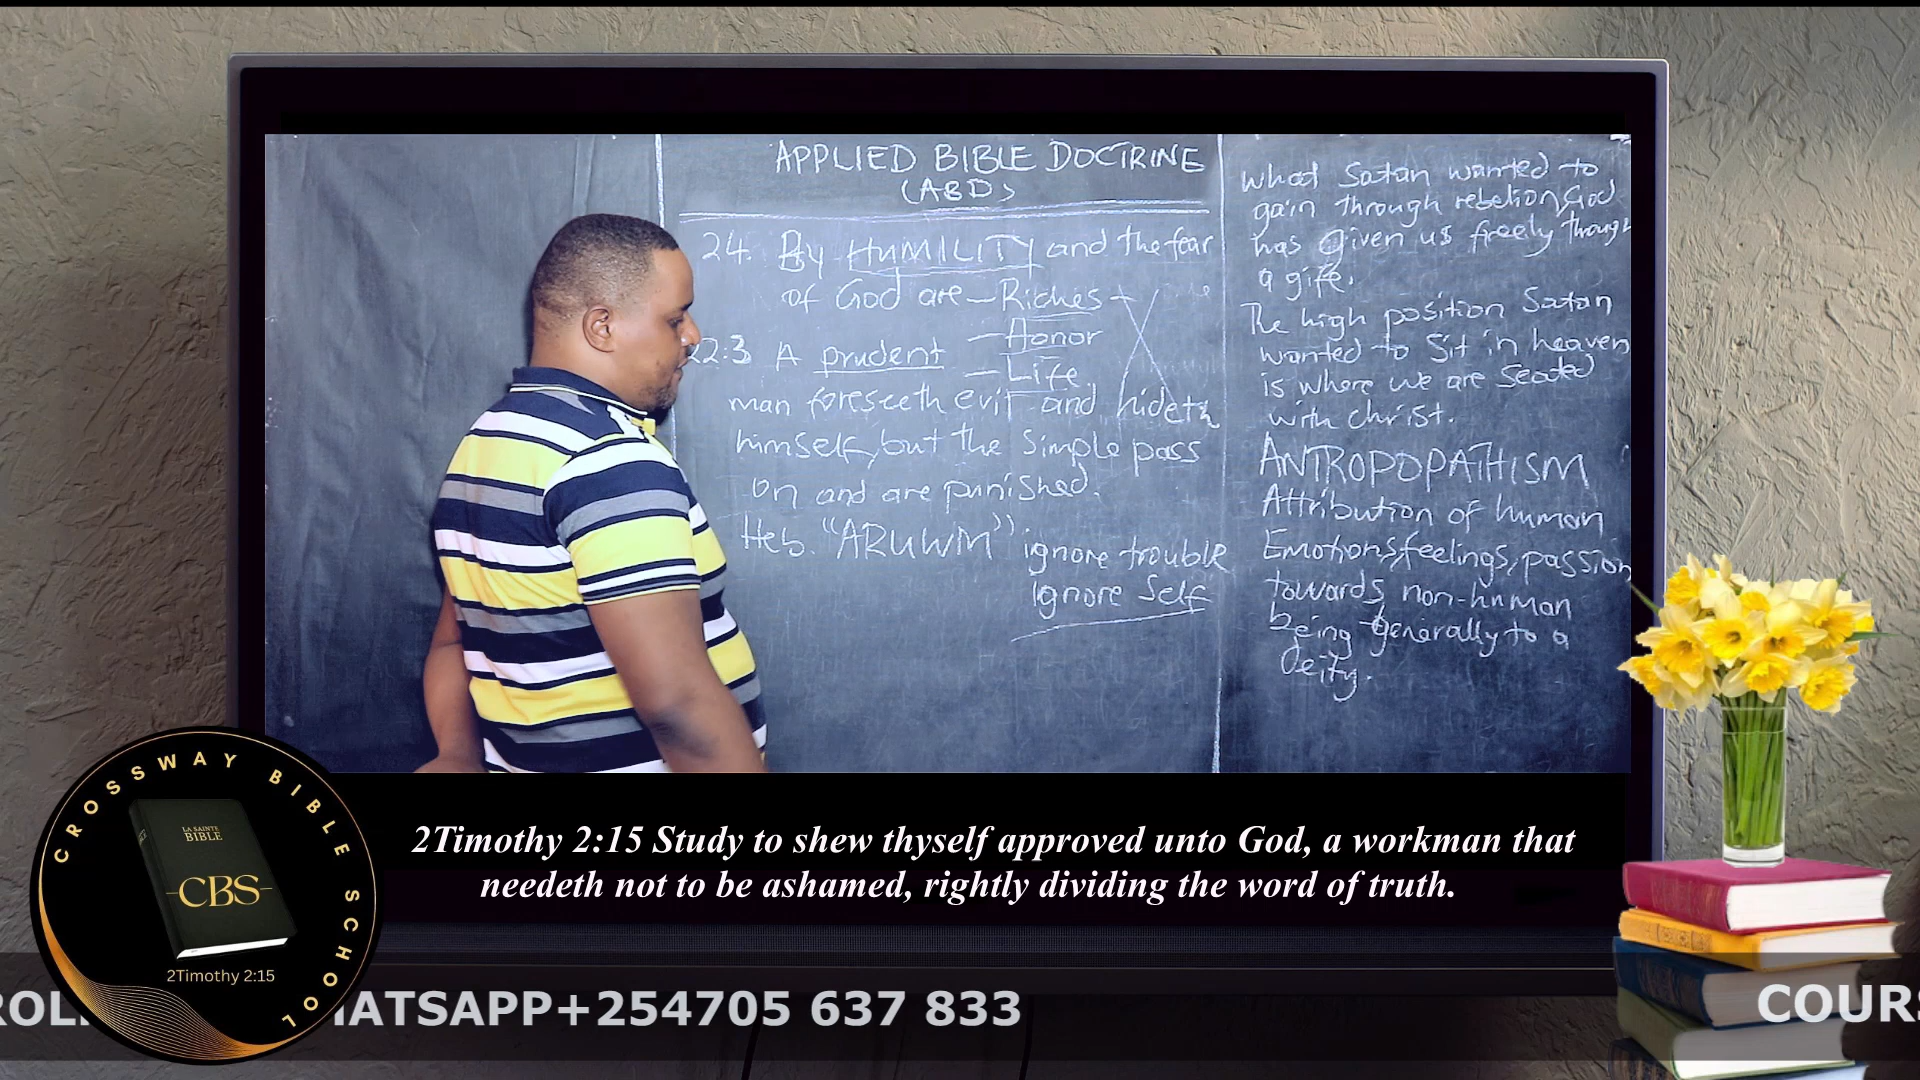 APPLIED BIBLE DOCTRINE
(ABD)
24. By HUMILITY and the fear
of God are - Riches
- Honor
- Life
22:3 A prudent
man foreseeth evil and hideth
himself, but the simple pass
on and are punished.
Heb. "ARUWM" ignore trouble
ignore Self
What Satan wanted to
gain through rebelion, God
has given us freely through
a gife.
The high position Satan
wanted to Sit in heaven
is where we are Seated
with christ.
ANTROPOPATHISM
Attribution of human
Emotions, feelings, passion
towards non-human
being generally to a
Deity.
2Timothy 2:15 Study to shew thyself approved unto God, a workman that
needeth not to be ashamed, rightly dividing the word of truth.
CROSSWAY BIBLE SCHOOL
LA SAINTE
BIBLE
CBS
2Timothy 2:15
ROL
HATSAPP+254705 637 833
COURS